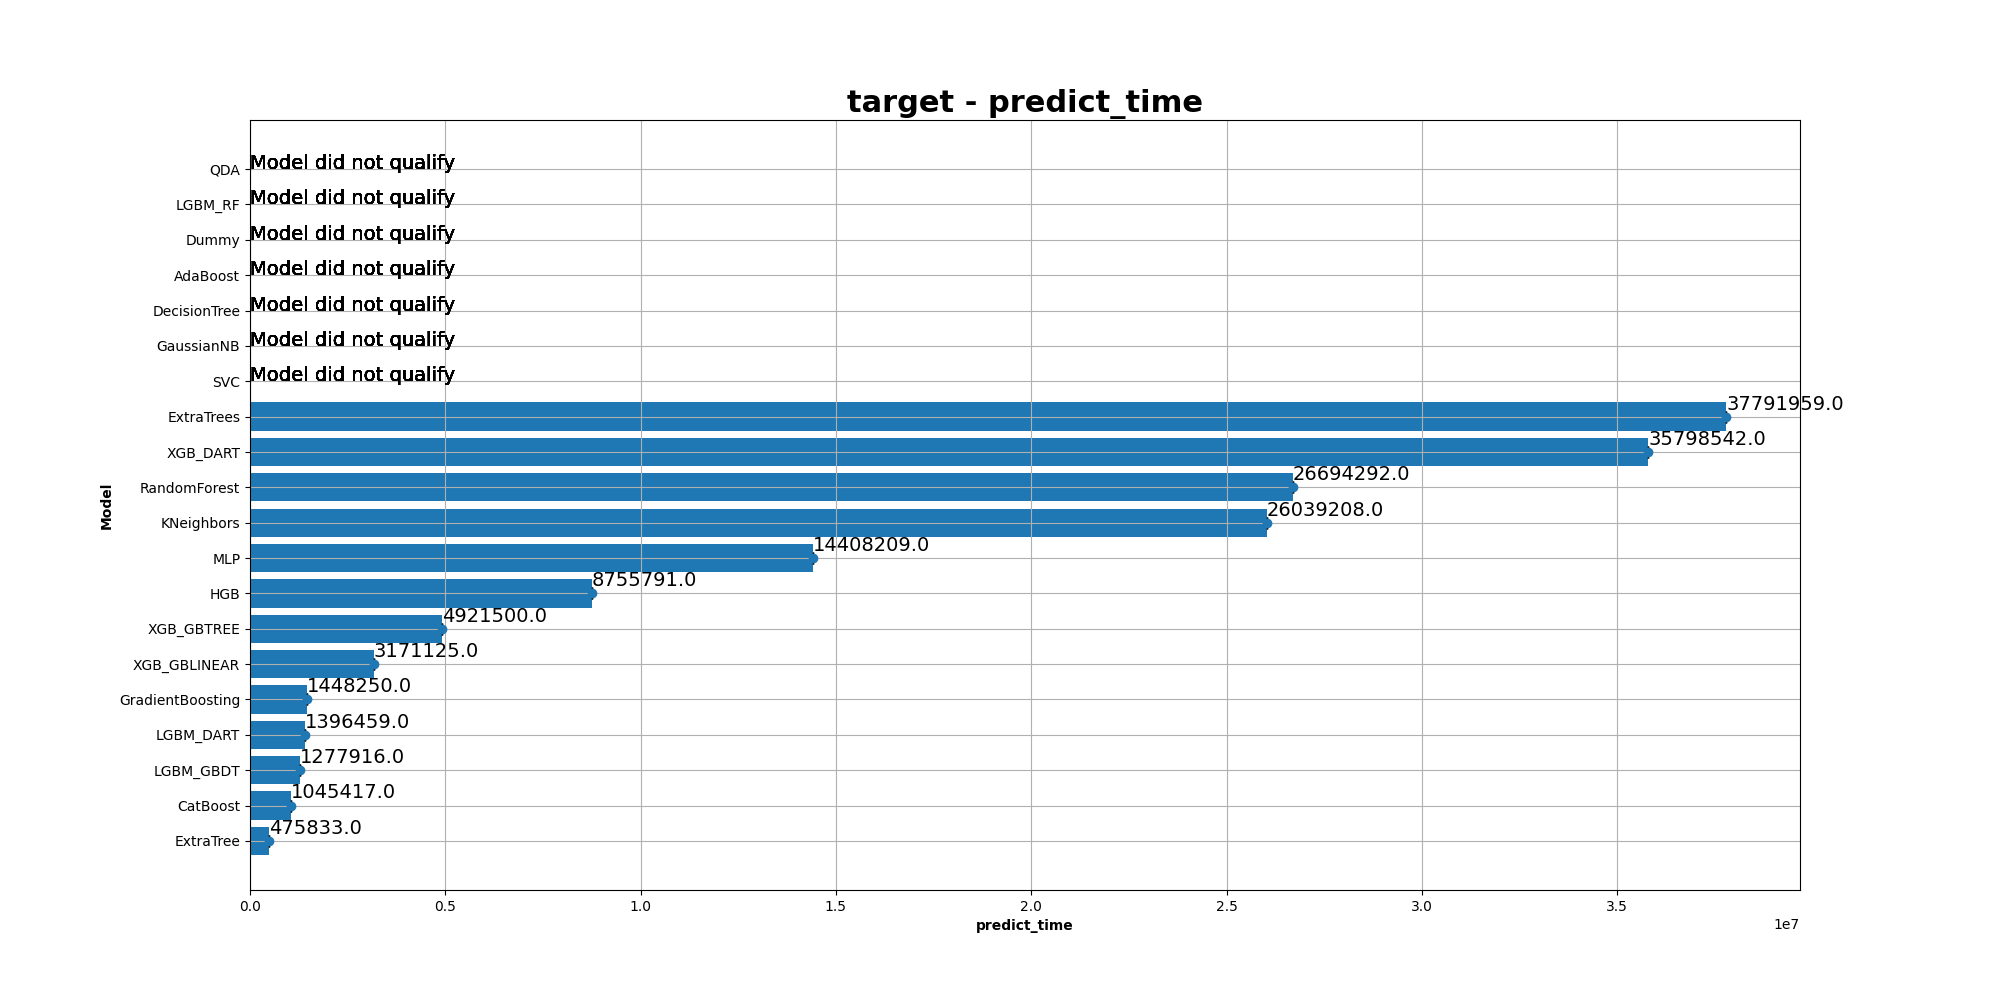 target - predict_time
QDA Model did not qualify
LGBM_RF Model did not qualify
Dummy Model did not qualify
AdaBoost Model did not qualify
DecisionTree Model did not qualify
GaussianNB Model did not qualify
SVC Model did not qualify
ExtraTrees 37791959.0
XGB_DART 35798542.0
RandomForest 26694292.0
KNeighbors 26039208.0
MLP 14408209.0
HGB 8755791.0
XGB_GBTREE 4921500.0
XGB_GBLINEAR 3171125.0
GradientBoosting 1448250.0
LGBM_DART 1396459.0
LGBM_GBDT 1277916.0
CatBoost 1045417.0
ExtraTree 475833.0
Model
0.0 0.5 1.0 1.5 2.0 2.5 3.0 3.5
predict_time
1e7